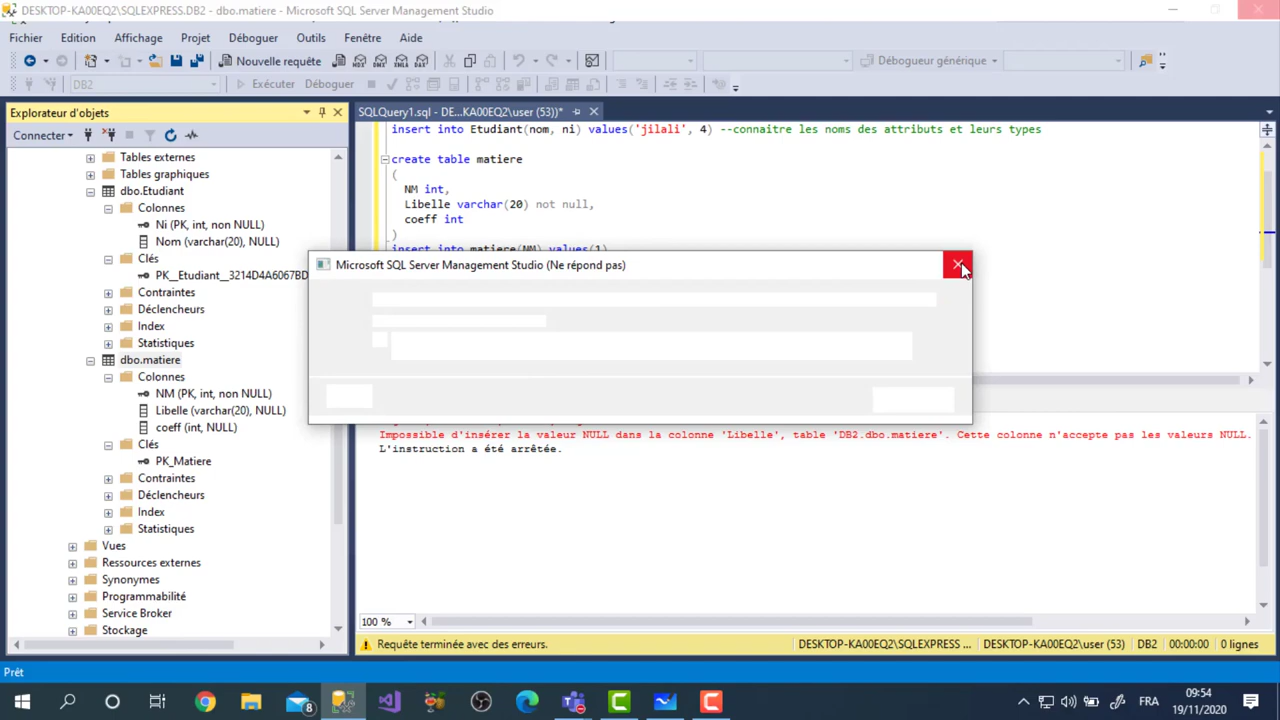 DESKTOP-KA00EQ2\SQLEXPRESS.DB2 - dbo.matiere - Microsoft SQL Server Management Studio
Fichier Edition Affichage Projet Déboguer Outils Fenêtre Aide
Nouvelle requête
Débogueur générique
DB2
Exécuter Déboguer
Explorateur d'objets
SQLQuery1.sql - DE...KA00EQ2\user (53))*
Connecter
Tables externes
Tables graphiques
dbo.Etudiant
Colonnes
Ni (PK, int, non NULL)
Nom (varchar(20), NULL)
Clés
PK__Etudiant__3214D4A6067BD
Contraintes
Déclencheurs
Index
Statistiques
dbo.matiere
Colonnes
NM (PK, int, non NULL)
Libelle (varchar(20), NULL)
coeff (int, NULL)
Clés
PK_Matiere
Contraintes
Déclencheurs
Index
Statistiques
Vues
Ressources externes
Synonymes
Programmabilité
Service Broker
Stockage
insert into Etudiant(nom, ni) values('jilali', 4) --connaitre les noms des attributs et leurs types
create table matiere
(
NM int,
Libelle varchar(20) not null,
coeff int
)
insert into matiere(NM) values(1)
Microsoft SQL Server Management Studio (Ne répond pas)
Impossible d'insérer la valeur NULL dans la colonne 'Libelle', table 'DB2.dbo.matiere'. Cette colonne n'accepte pas les valeurs NULL.
L'instruction a été arrêtée.
100 %
Requête terminée avec des erreurs.
DESKTOP-KA00EQ2\SQLEXPRESS ... DESKTOP-KA00EQ2\user (53) DB2 00:00:00 0 lignes
Prêt
8
FRA
09:54
19/11/2020